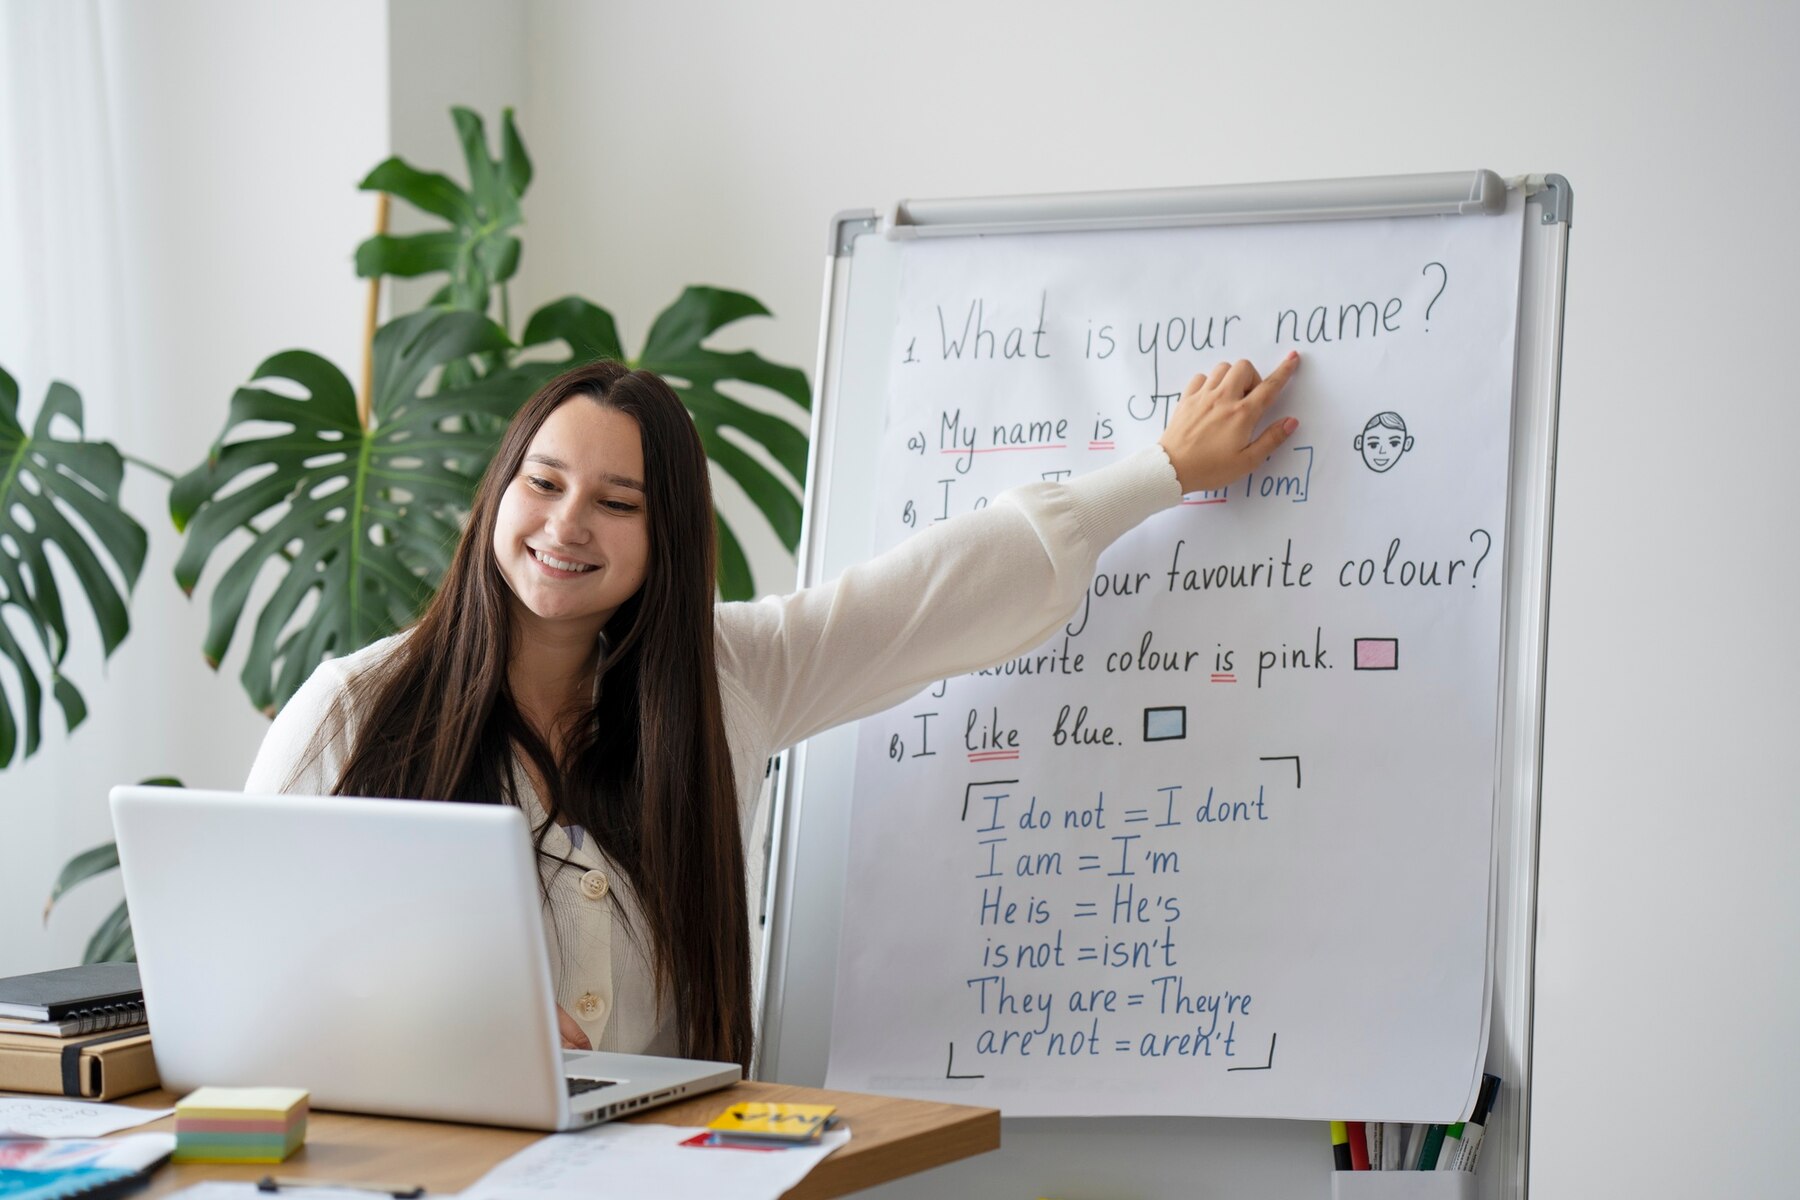 1. What is your name?
a) My name is T
в) I Tom.]
our favourite colour?
favourite colour is pink.
в) I like blue.
I do not = I don't
I am = I'm
He is = He's
is not = isn't
They are = They're
are not = aren't